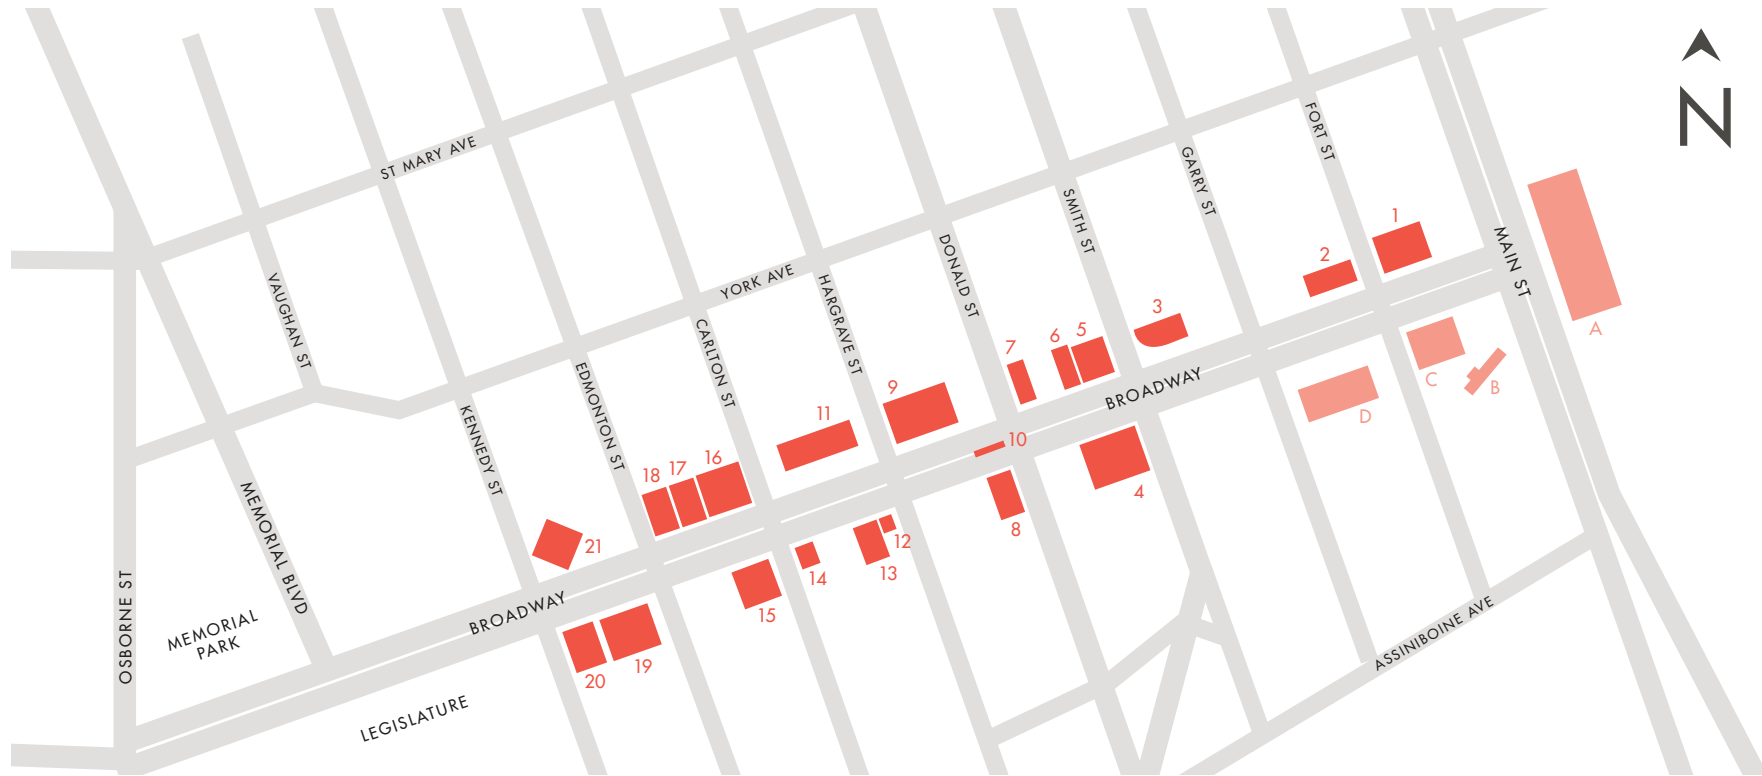 N
ST MARY AVE
FORT ST
GARRY ST
SMITH ST
1
MAIN ST
2
DONALD ST
YORK AVE
VAUGHAN ST
HARGRAVE ST
3
A
CARLTON ST
5
6
7
EDMONTON ST
9
BROADWAY
C
B
D
KENNEDY ST
11
10
16
17
18
4
MEMORIAL BLVD
8
12
21
13
14
OSBORNE ST
BROADWAY
15
MEMORIAL
PARK
19
20
ASSINIBOINE AVE
LEGISLATURE